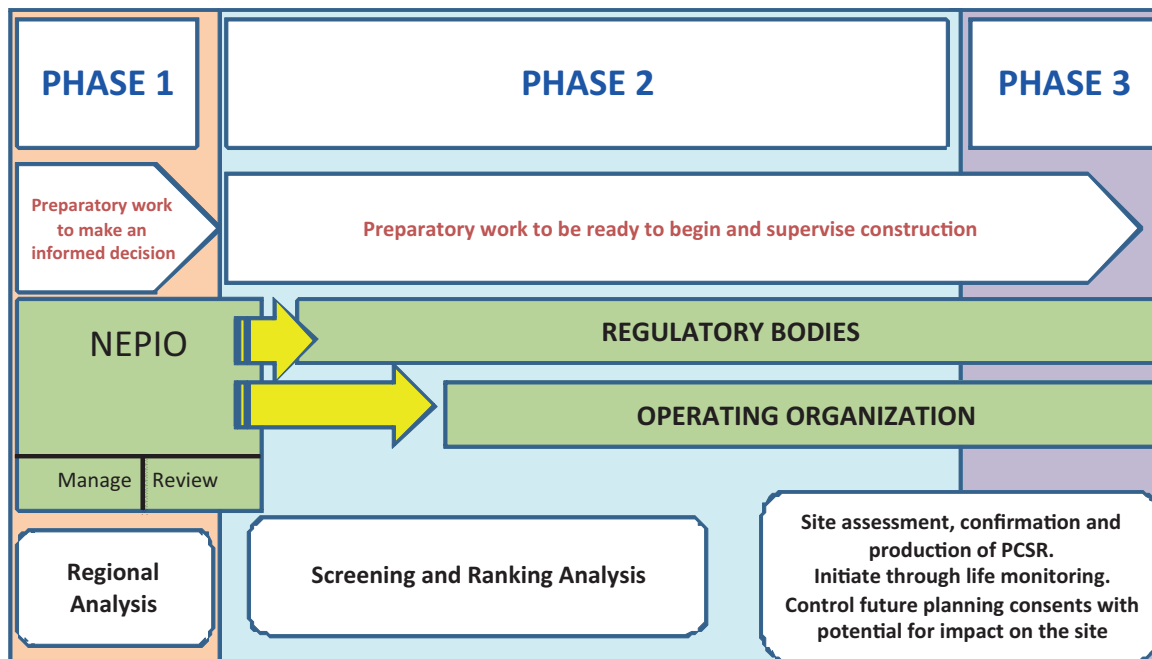 PHASE 1
PHASE 2
PHASE 3
Preparatory work
to make an
informed decision
Preparatory work to be ready to begin and supervise construction
NEPIO
REGULATORY BODIES
OPERATING ORGANIZATION
Manage
Review
Regional
Analysis
Screening and Ranking Analysis
Site assessment, confirmation and
production of PCSR.
Initiate through life monitoring.
Control future planning consents with
potential for impact on the site